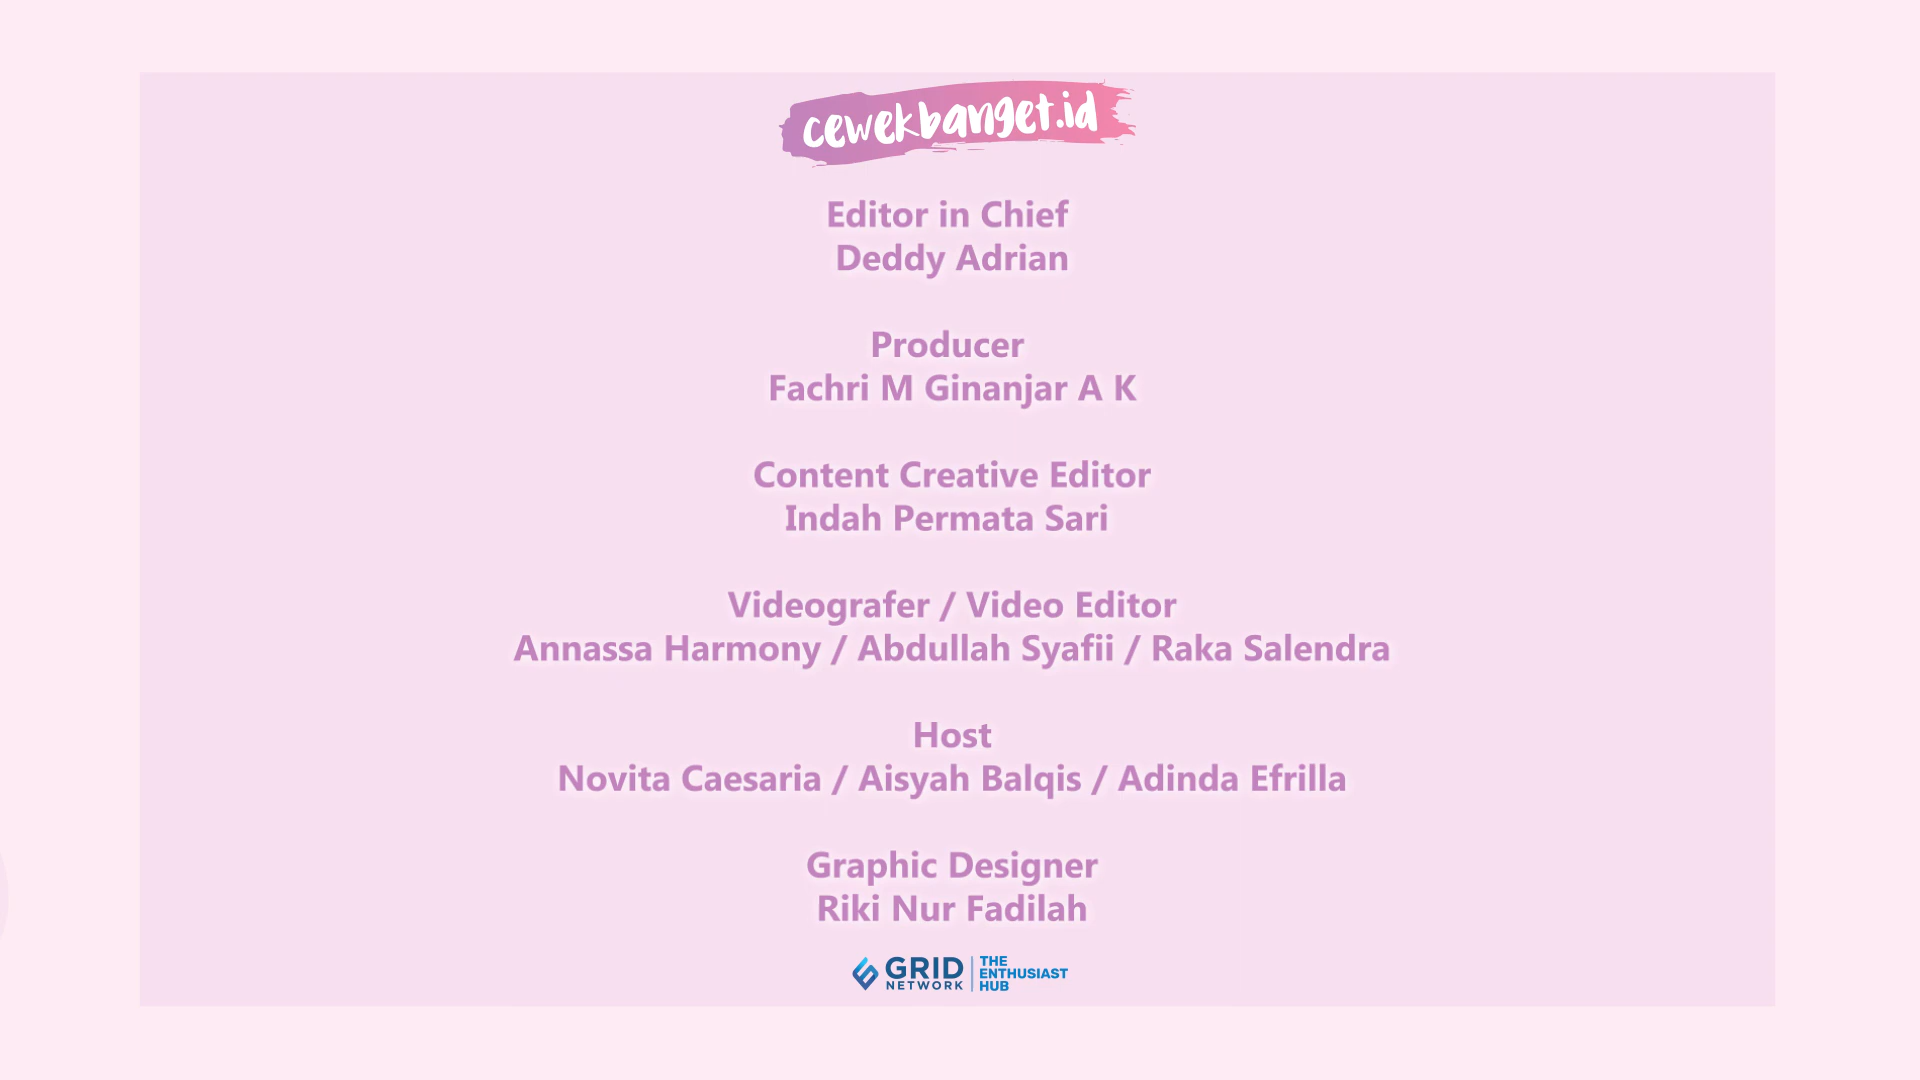 cewekbanget.id
Editor in Chief
Deddy Adrian
Producer
Fachri M Ginanjar A K
Content Creative Editor
Indah Permata Sari
Videografer / Video Editor
Annassa Harmony / Abdullah Syafii / Raka Salendra
Host
Novita Caesaria / Aisyah Balqis / Adinda Efrilla
Graphic Designer
Riki Nur Fadilah
GRID
NETWORK
THE
ENTHUSIAST
HUB